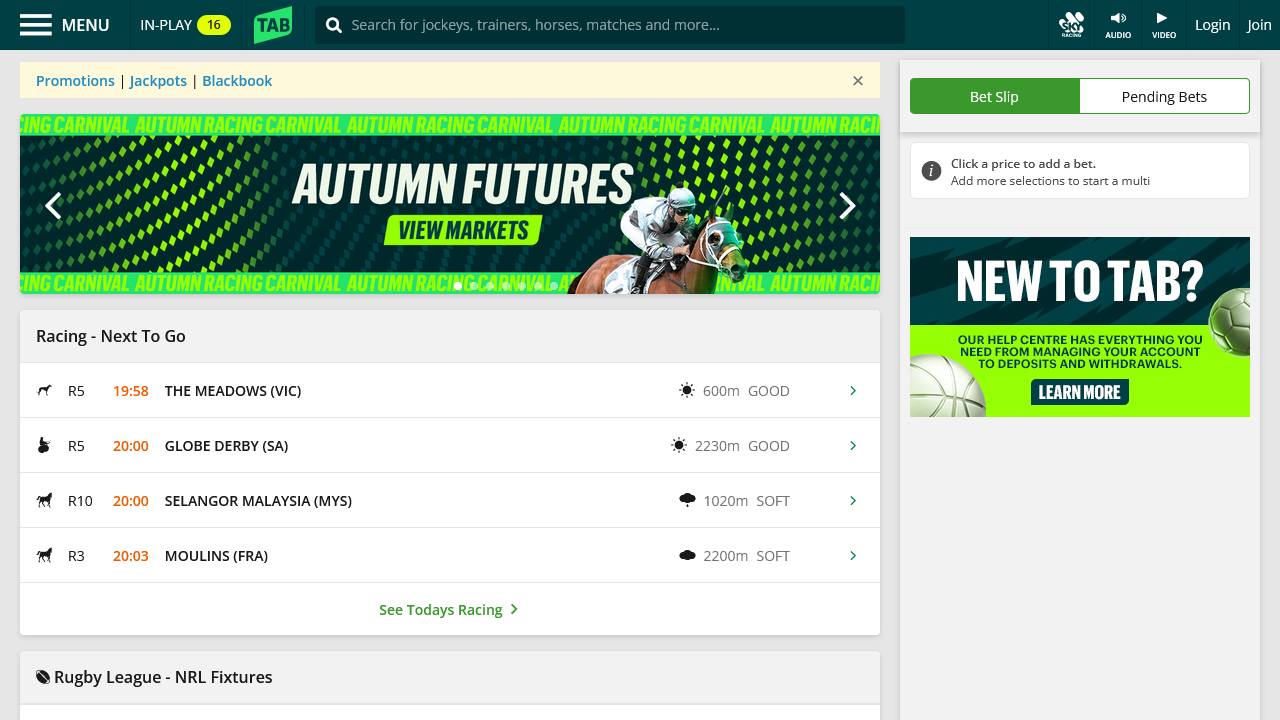 MENU
IN-PLAY 16
TAB
Search for jockeys, trainers, horses, matches and more...
SKY RACING
AUDIO
VIDEO
Login
Join
Promotions | Jackpots | Blackbook
AUTUMN RACING CARNIVAL AUTUMN RACING CARNIVAL AUTUMN RACING CARNIVAL
AUTUMN FUTURES
VIEW MARKETS
AUTUMN RACING CARNIVAL AUTUMN RACING CARNIVAL
Racing - Next To Go
R5 19:58 THE MEADOWS (VIC) 600m GOOD
R5 20:00 GLOBE DERBY (SA) 2230m GOOD
R10 20:00 SELANGOR MALAYSIA (MYS) 1020m SOFT
R3 20:03 MOULINS (FRA) 2200m SOFT
See Todays Racing
Rugby League - NRL Fixtures
Bet Slip
Pending Bets
Click a price to add a bet.
Add more selections to start a multi
NEW TO TAB?
OUR HELP CENTRE HAS EVERYTHING YOU
NEED FROM MANAGING YOUR ACCOUNT
TO DEPOSITS AND WITHDRAWALS.
LEARN MORE